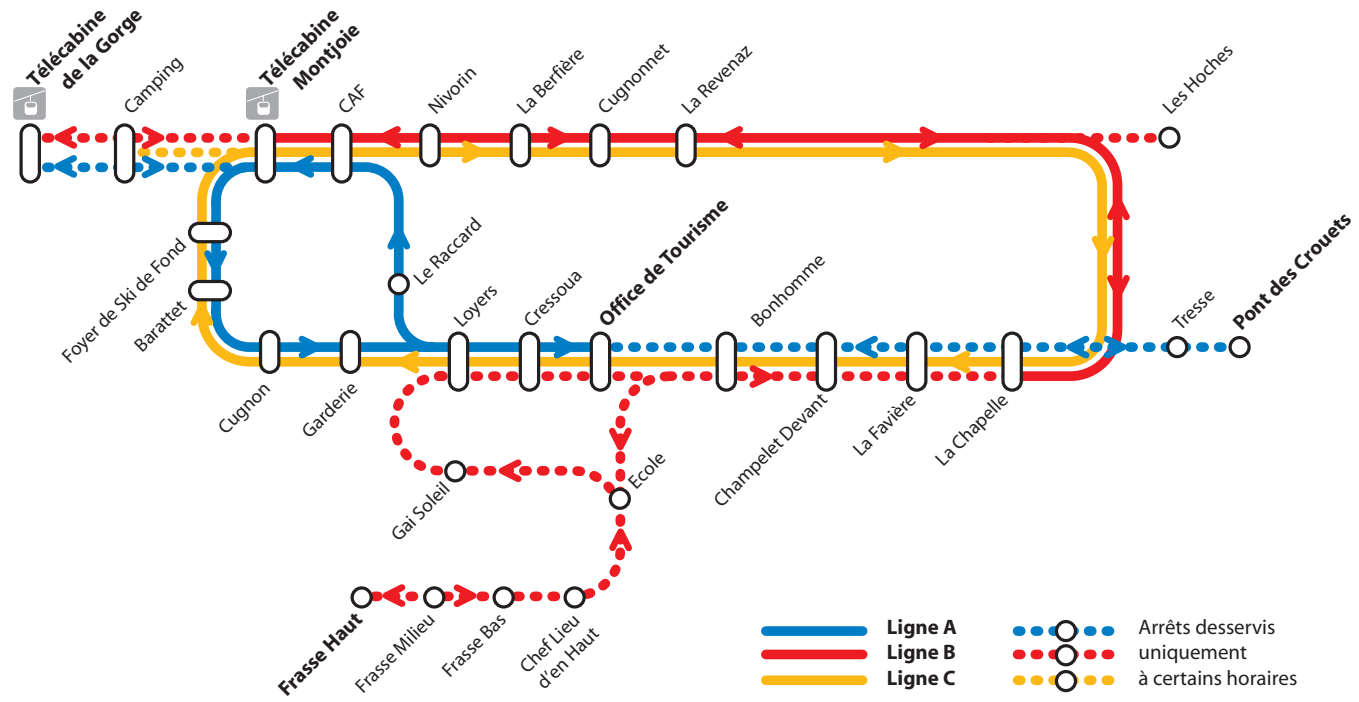 Télécabine
de la Gorge
Camping
Télécabine
Montjoie
CAF
Nivorin
La Berfière
Cugnonnet
La Revenaz
Les Hoches
Foyer de Ski de Fond
Barattet
Le Raccard
Loyers
Cressoua
Office de Tourisme
Bonhomme
Tresse
Pont des Crouets
Cugnon
Garderie
Champelet Devant
La Favière
La Chapelle
Gai Soleil
Ecole
Frasse Haut
Frasse Milieu
Frasse Bas
Chef Lieu
d'en Haut
Ligne A
Ligne B
Ligne C
Arrêts desservis
uniquement
à certains horaires